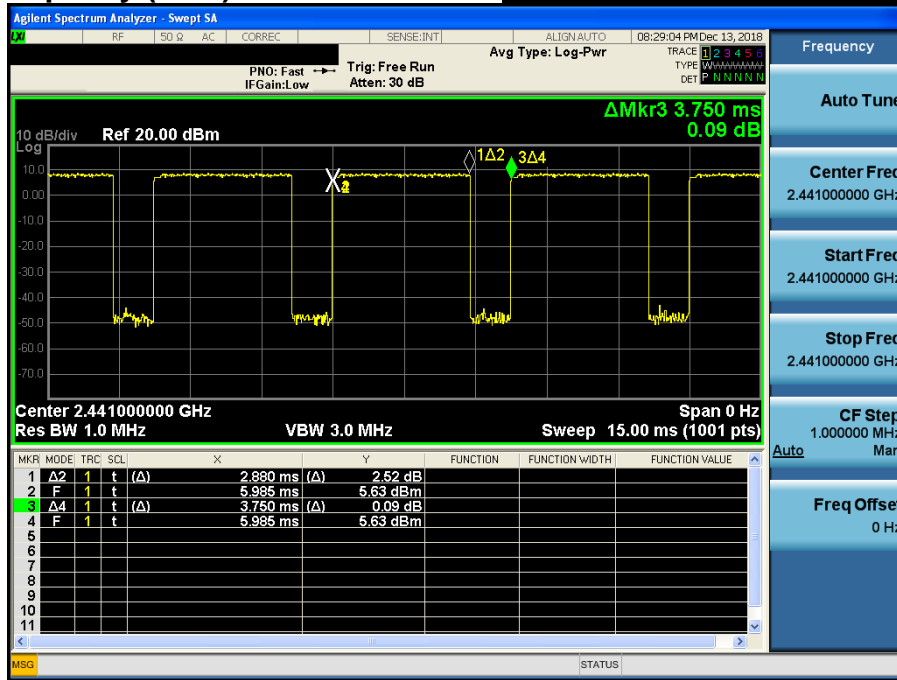 Agilent Spectrum Analyzer - Swept SA
LXI RF 50 Ω AC CORREC SENSE:INT ALIGN AUTO 08:29:04 PM Dec 13, 2018
Avg Type: Log-Pwr TRACE 1 2 3 4 5 6
PNO: Fast Trig: Free Run TYPE W
IFGain:Low Atten: 30 dB DET P N N N N N
ΔMkr3 3.750 ms
0.09 dB
10 dB/div Ref 20.00 dBm
Log
1Δ2 3Δ4
10.0
0.00
-10.0
-20.0
-30.0
-40.0
-50.0
-60.0
-70.0
Center 2.441000000 GHz Span 0 Hz
Res BW 1.0 MHz VBW 3.0 MHz Sweep 15.00 ms (1001 pts)
MKR MODE TRC SCL X Y FUNCTION FUNCTION WIDTH FUNCTION VALUE
1 Δ2 1 t (Δ) 2.880 ms (Δ) 2.52 dB
2 F 1 t 5.985 ms 5.63 dBm
3 Δ4 1 t (Δ) 3.750 ms (Δ) 0.09 dB
4 F 1 t 5.985 ms 5.63 dBm
5
6
7
8
9
10
11
MSG STATUS
Frequency
Auto Tune
Center Freq
2.441000000 GHz
Start Freq
2.441000000 GHz
Stop Freq
2.441000000 GHz
CF Step
1.000000 MHz
Auto Man
Freq Offset
0 Hz